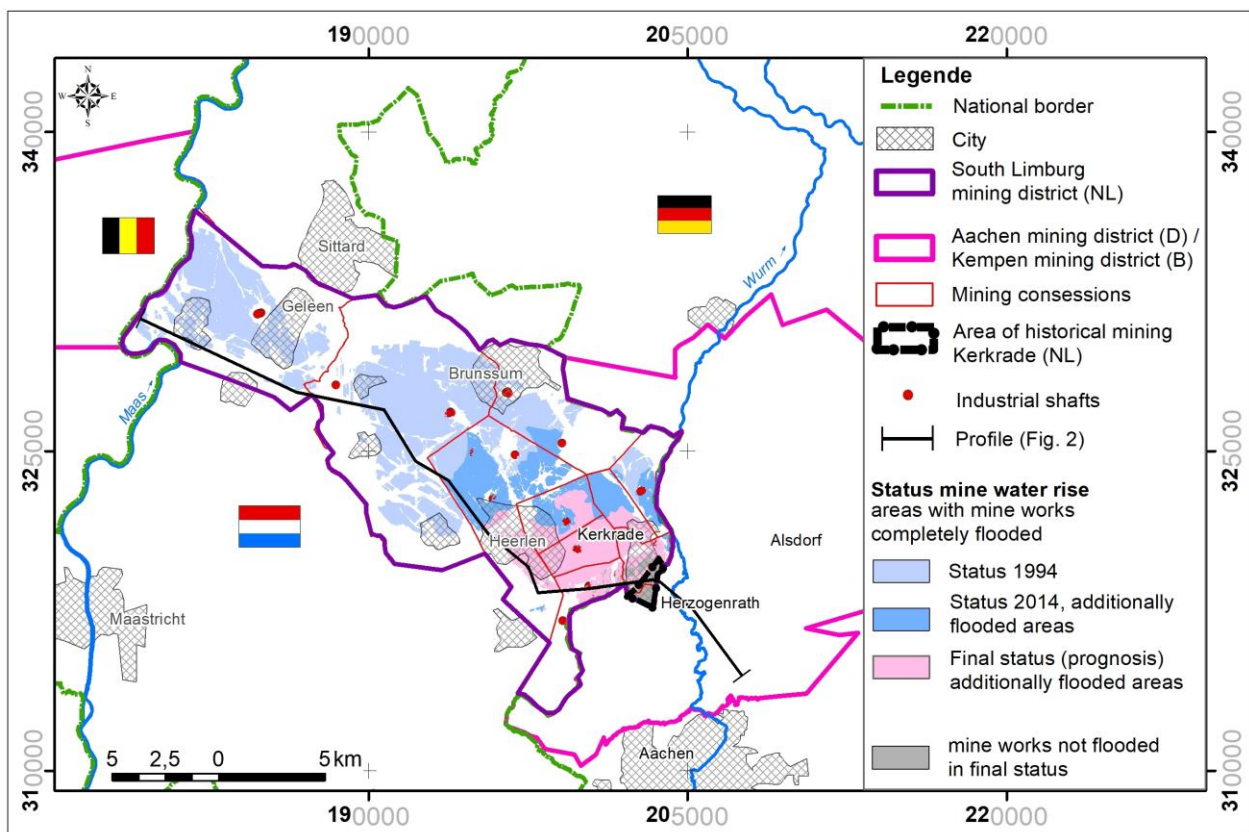 190000
205000
220000
340000
325000
310000
N
W E
S
Sittard
Geleen
Wurm
Maas
Brunssum
Heerlen
Kerkrade
Alsdorf
Herzogenrath
Maastricht
Aachen
5 2,5 0 5 km
190000
205000
220000
340000
325000
310000
Legende
National border
City
South Limburg
mining district (NL)
Aachen mining district (D) /
Kempen mining district (B)
Mining consessions
Area of historical mining
Kerkrade (NL)
Industrial shafts
Profile (Fig. 2)
Status mine water rise
areas with mine works
completely flooded
Status 1994
Status 2014, additionally
flooded areas
Final status (prognosis)
additionally flooded areas
mine works not flooded
in final status